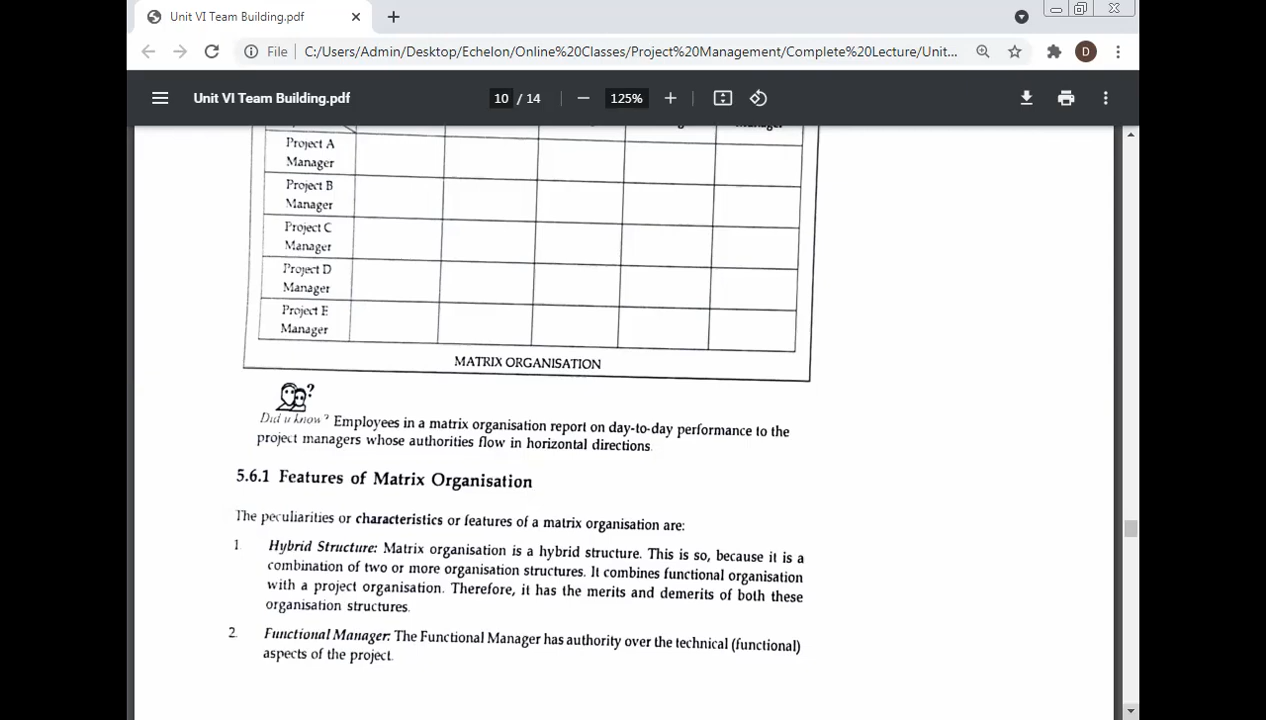 Unit VI Team Building.pdf
File C:/Users/Admin/Desktop/Echelon/Online%20Classes/Project%20Management/Complete%20Lecture/Unit...
D
Unit VI Team Building.pdf
10 / 14
125%
Project A
Manager
Project B
Manager
Project C
Manager
Project D
Manager
Project E
Manager
MATRIX ORGANISATION
?
Did u know? Employees in a matrix organisation report on day-to-day performance to the
project managers whose authorities flow in horizontal directions.
5.6.1 Features of Matrix Organisation
The peculiarities or characteristics or features of a matrix organisation are:
1. Hybrid Structure: Matrix organisation is a hybrid structure. This is so, because it is a
combination of two or more organisation structures. It combines functional organisation
with a project organisation. Therefore, it has the merits and demerits of both these
organisation structures.
2. Functional Manager: The Functional Manager has authority over the technical (functional)
aspects of the project.